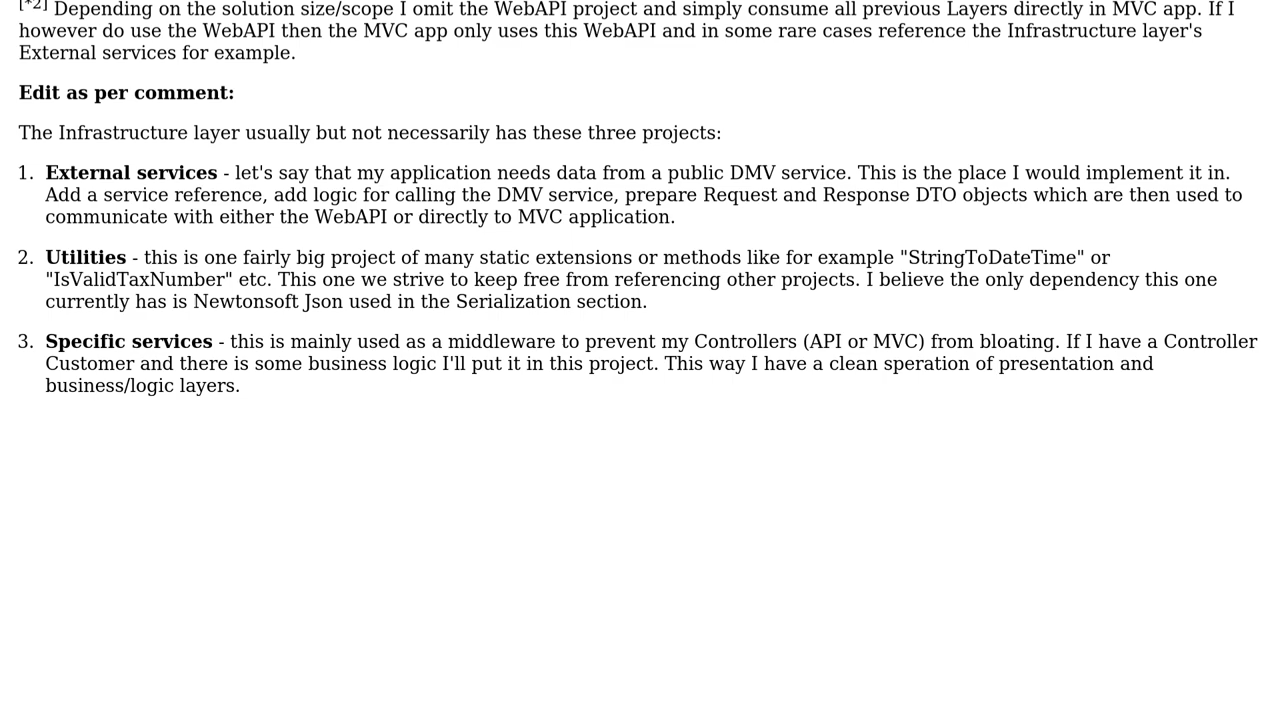 [*2] Depending on the solution size/scope I omit the WebAPI project and simply consume all previous Layers directly in MVC app. If I
however do use the WebAPI then the MVC app only uses this WebAPI and in some rare cases reference the Infrastructure layer's
External services for example.
Edit as per comment:
The Infrastructure layer usually but not necessarily has these three projects:
1. External services - let's say that my application needs data from a public DMV service. This is the place I would implement it in.
Add a service reference, add logic for calling the DMV service, prepare Request and Response DTO objects which are then used to
communicate with either the WebAPI or directly to MVC application.
2. Utilities - this is one fairly big project of many static extensions or methods like for example "StringToDateTime" or
"IsValidTaxNumber" etc. This one we strive to keep free from referencing other projects. I believe the only dependency this one
currently has is Newtonsoft Json used in the Serialization section.
3. Specific services - this is mainly used as a middleware to prevent my Controllers (API or MVC) from bloating. If I have a Controller
Customer and there is some business logic I'll put it in this project. This way I have a clean speration of presentation and
business/logic layers.